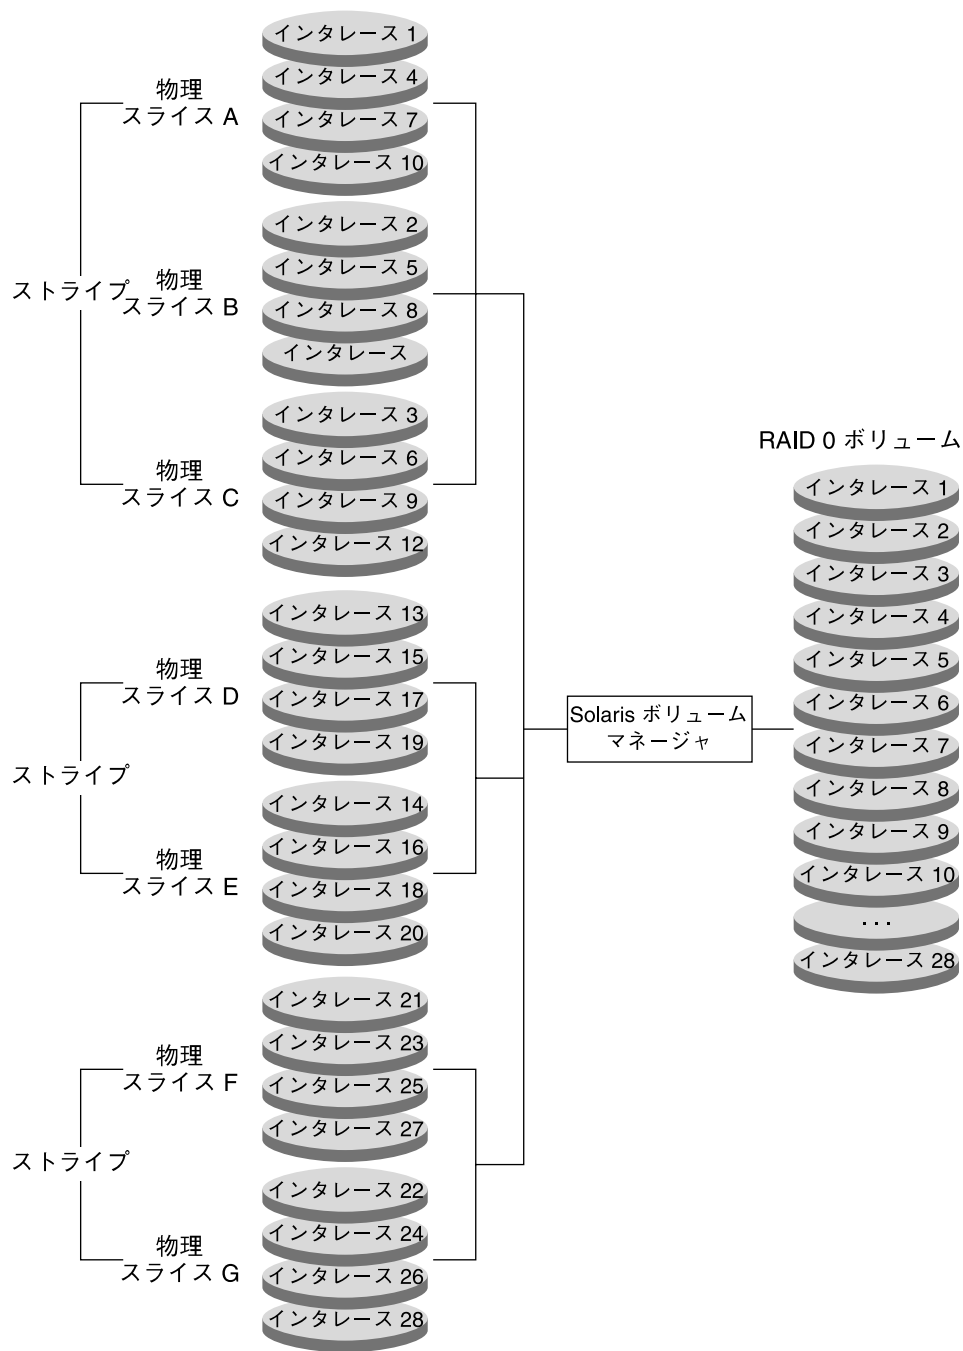 インタレース 1
インタレース 4
インタレース 7
インタレース 10
物理
スライス A
インタレース 2
インタレース 5
インタレース 8
インタレース
物理
スライス B
ストライプ
インタレース 3
インタレース 6
インタレース 9
インタレース 12
物理
スライス C
インタレース 13
インタレース 15
インタレース 17
インタレース 19
物理
スライス D
ストライプ
インタレース 14
インタレース 16
インタレース 18
インタレース 20
物理
スライス E
インタレース 21
インタレース 23
インタレース 25
インタレース 27
物理
スライス F
ストライプ
インタレース 22
インタレース 24
インタレース 26
インタレース 28
物理
スライス G
Solaris ボリューム
マネージャ
RAID 0 ボリューム
インタレース 1
インタレース 2
インタレース 3
インタレース 4
インタレース 5
インタレース 6
インタレース 7
インタレース 8
インタレース 9
インタレース 10
...
インタレース 28